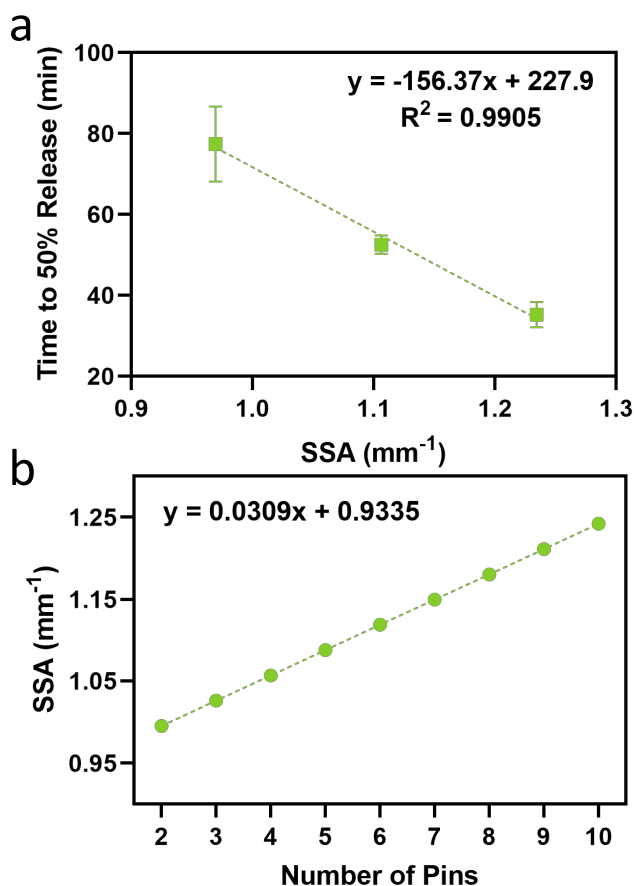 a
Time to 50% Release (min)
100
80
60
40
20
y = -156.37x + 227.9
R² = 0.9905
0.9 1.0 1.1 1.2 1.3
SSA (mm⁻¹)
b
SSA (mm⁻¹)
1.25
1.15
1.05
0.95
y = 0.0309x + 0.9335
2 3 4 5 6 7 8 9 10
Number of Pins